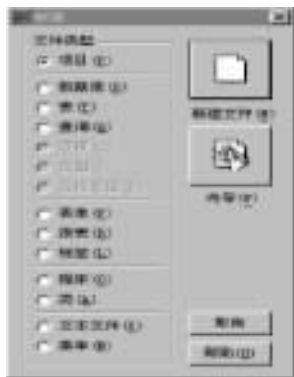 新建
文件类型
项目(P)
数据库(D)
表(T)
查询(Q)
表单(F)
报表(R)
标签(L)
程序(G)
类(A)
文本文件(E)
菜单(M)
新建文件(N)
向导(W)
取消
帮助(H)